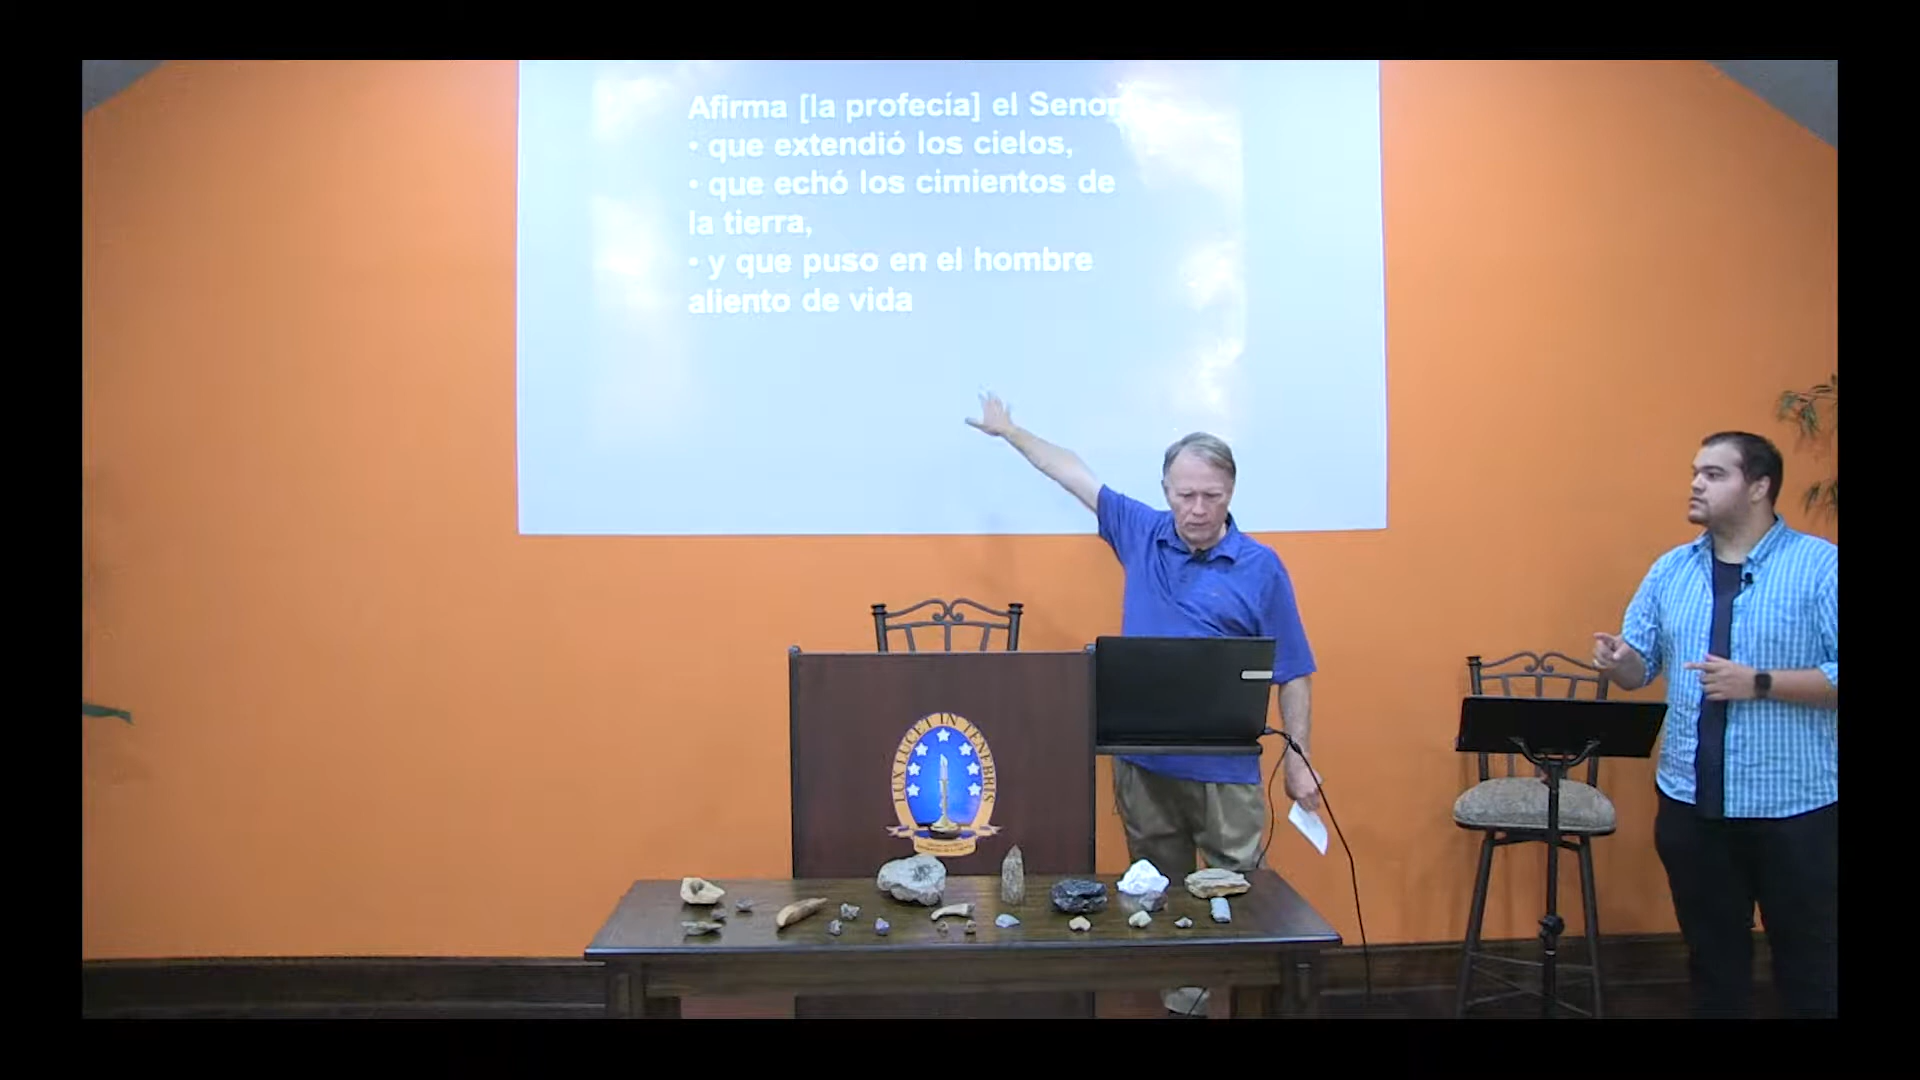 Afirma [la profecía] el Senor
• que extendió los cielos,
• que echó los cimientos de
la tierra,
• y que puso en el hombre
aliento de vida
LUX LUCET IN TENEBRIS